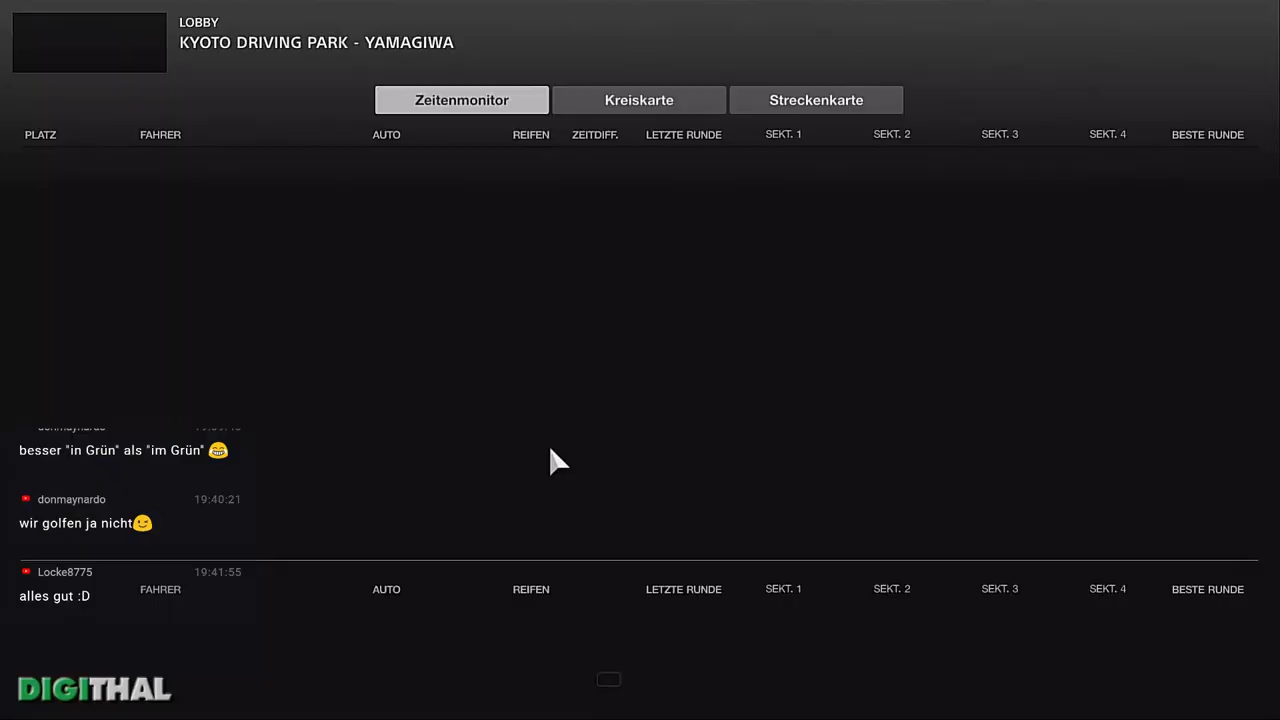 LOBBY
KYOTO DRIVING PARK - YAMAGIWA
Zeitenmonitor Kreiskarte Streckenkarte
PLATZ FAHRER AUTO REIFEN ZEITDIFF. LETZTE RUNDE SEKT. 1 SEKT. 2 SEKT. 3 SEKT. 4 BESTE RUNDE
donmaynardo
besser "in Grün" als "im Grün" 😂
donmaynardo 19:40:21
wir golfen ja nicht😉
Locke8775 19:41:55
FAHRER AUTO REIFEN LETZTE RUNDE SEKT. 1 SEKT. 2 SEKT. 3 SEKT. 4 BESTE RUNDE
alles gut :D
DIGITHAL